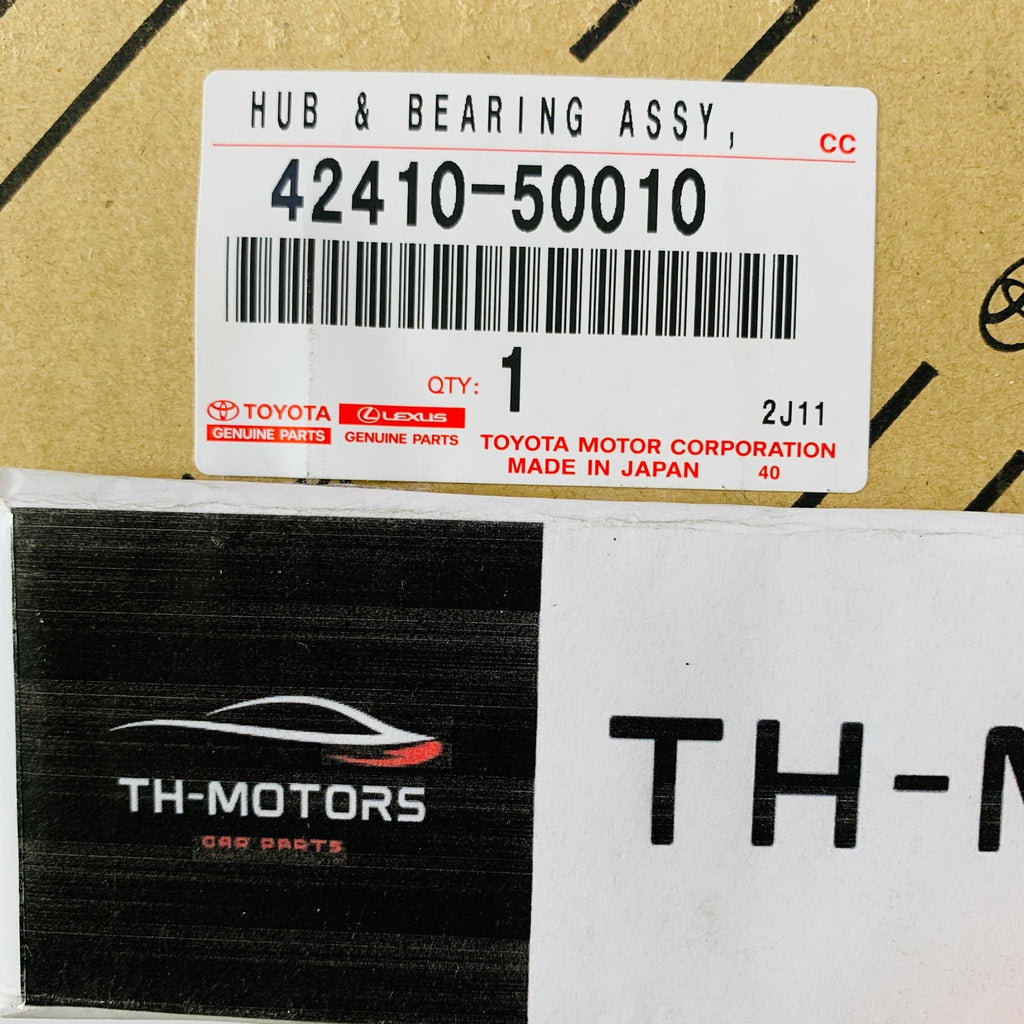 HUB & BEARING ASSY,
CC
42410-50010
QTY: 1
2J11
TOYOTA
GENUINE PARTS
LEXUS
GENUINE PARTS
TOYOTA MOTOR CORPORATION
MADE IN JAPAN 40
TH-MOTORS
CAR PARTS
TH-M